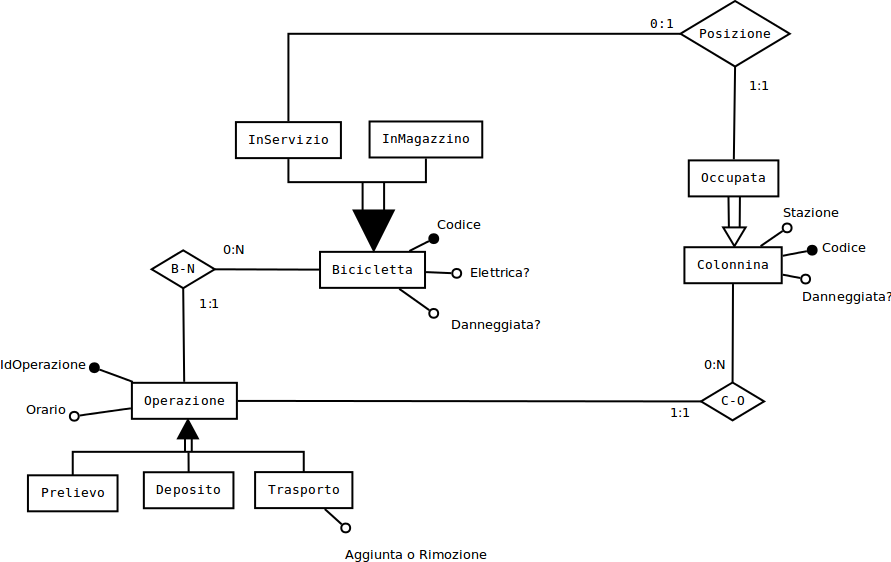 0:1
Posizione
1:1
InServizio
InMagazzino
Occupata
Stazione
Codice
Codice
0:N
B-N
Bicicletta
Elettrica?
Colonnina
Danneggiata?
1:1
Danneggiata?
IdOperazione
0:N
Orario
Operazione
C-O
1:1
Prelievo
Deposito
Trasporto
Aggiunta o Rimozione